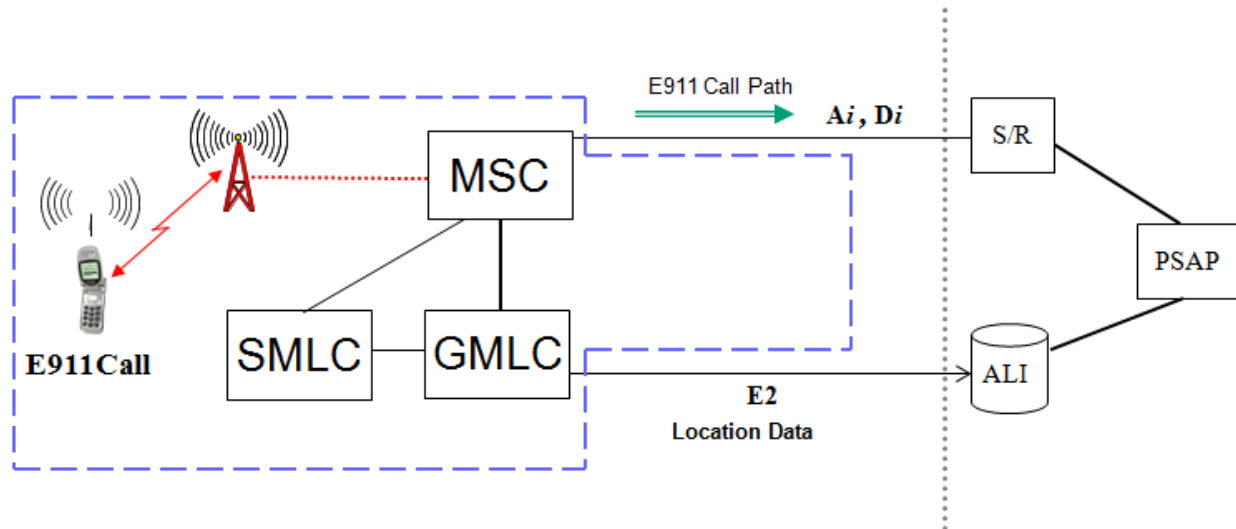 E911 Call Path
Ai , Di
S/R
MSC
PSAP
SMLC
GMLC
E911Call
ALI
E2
Location Data